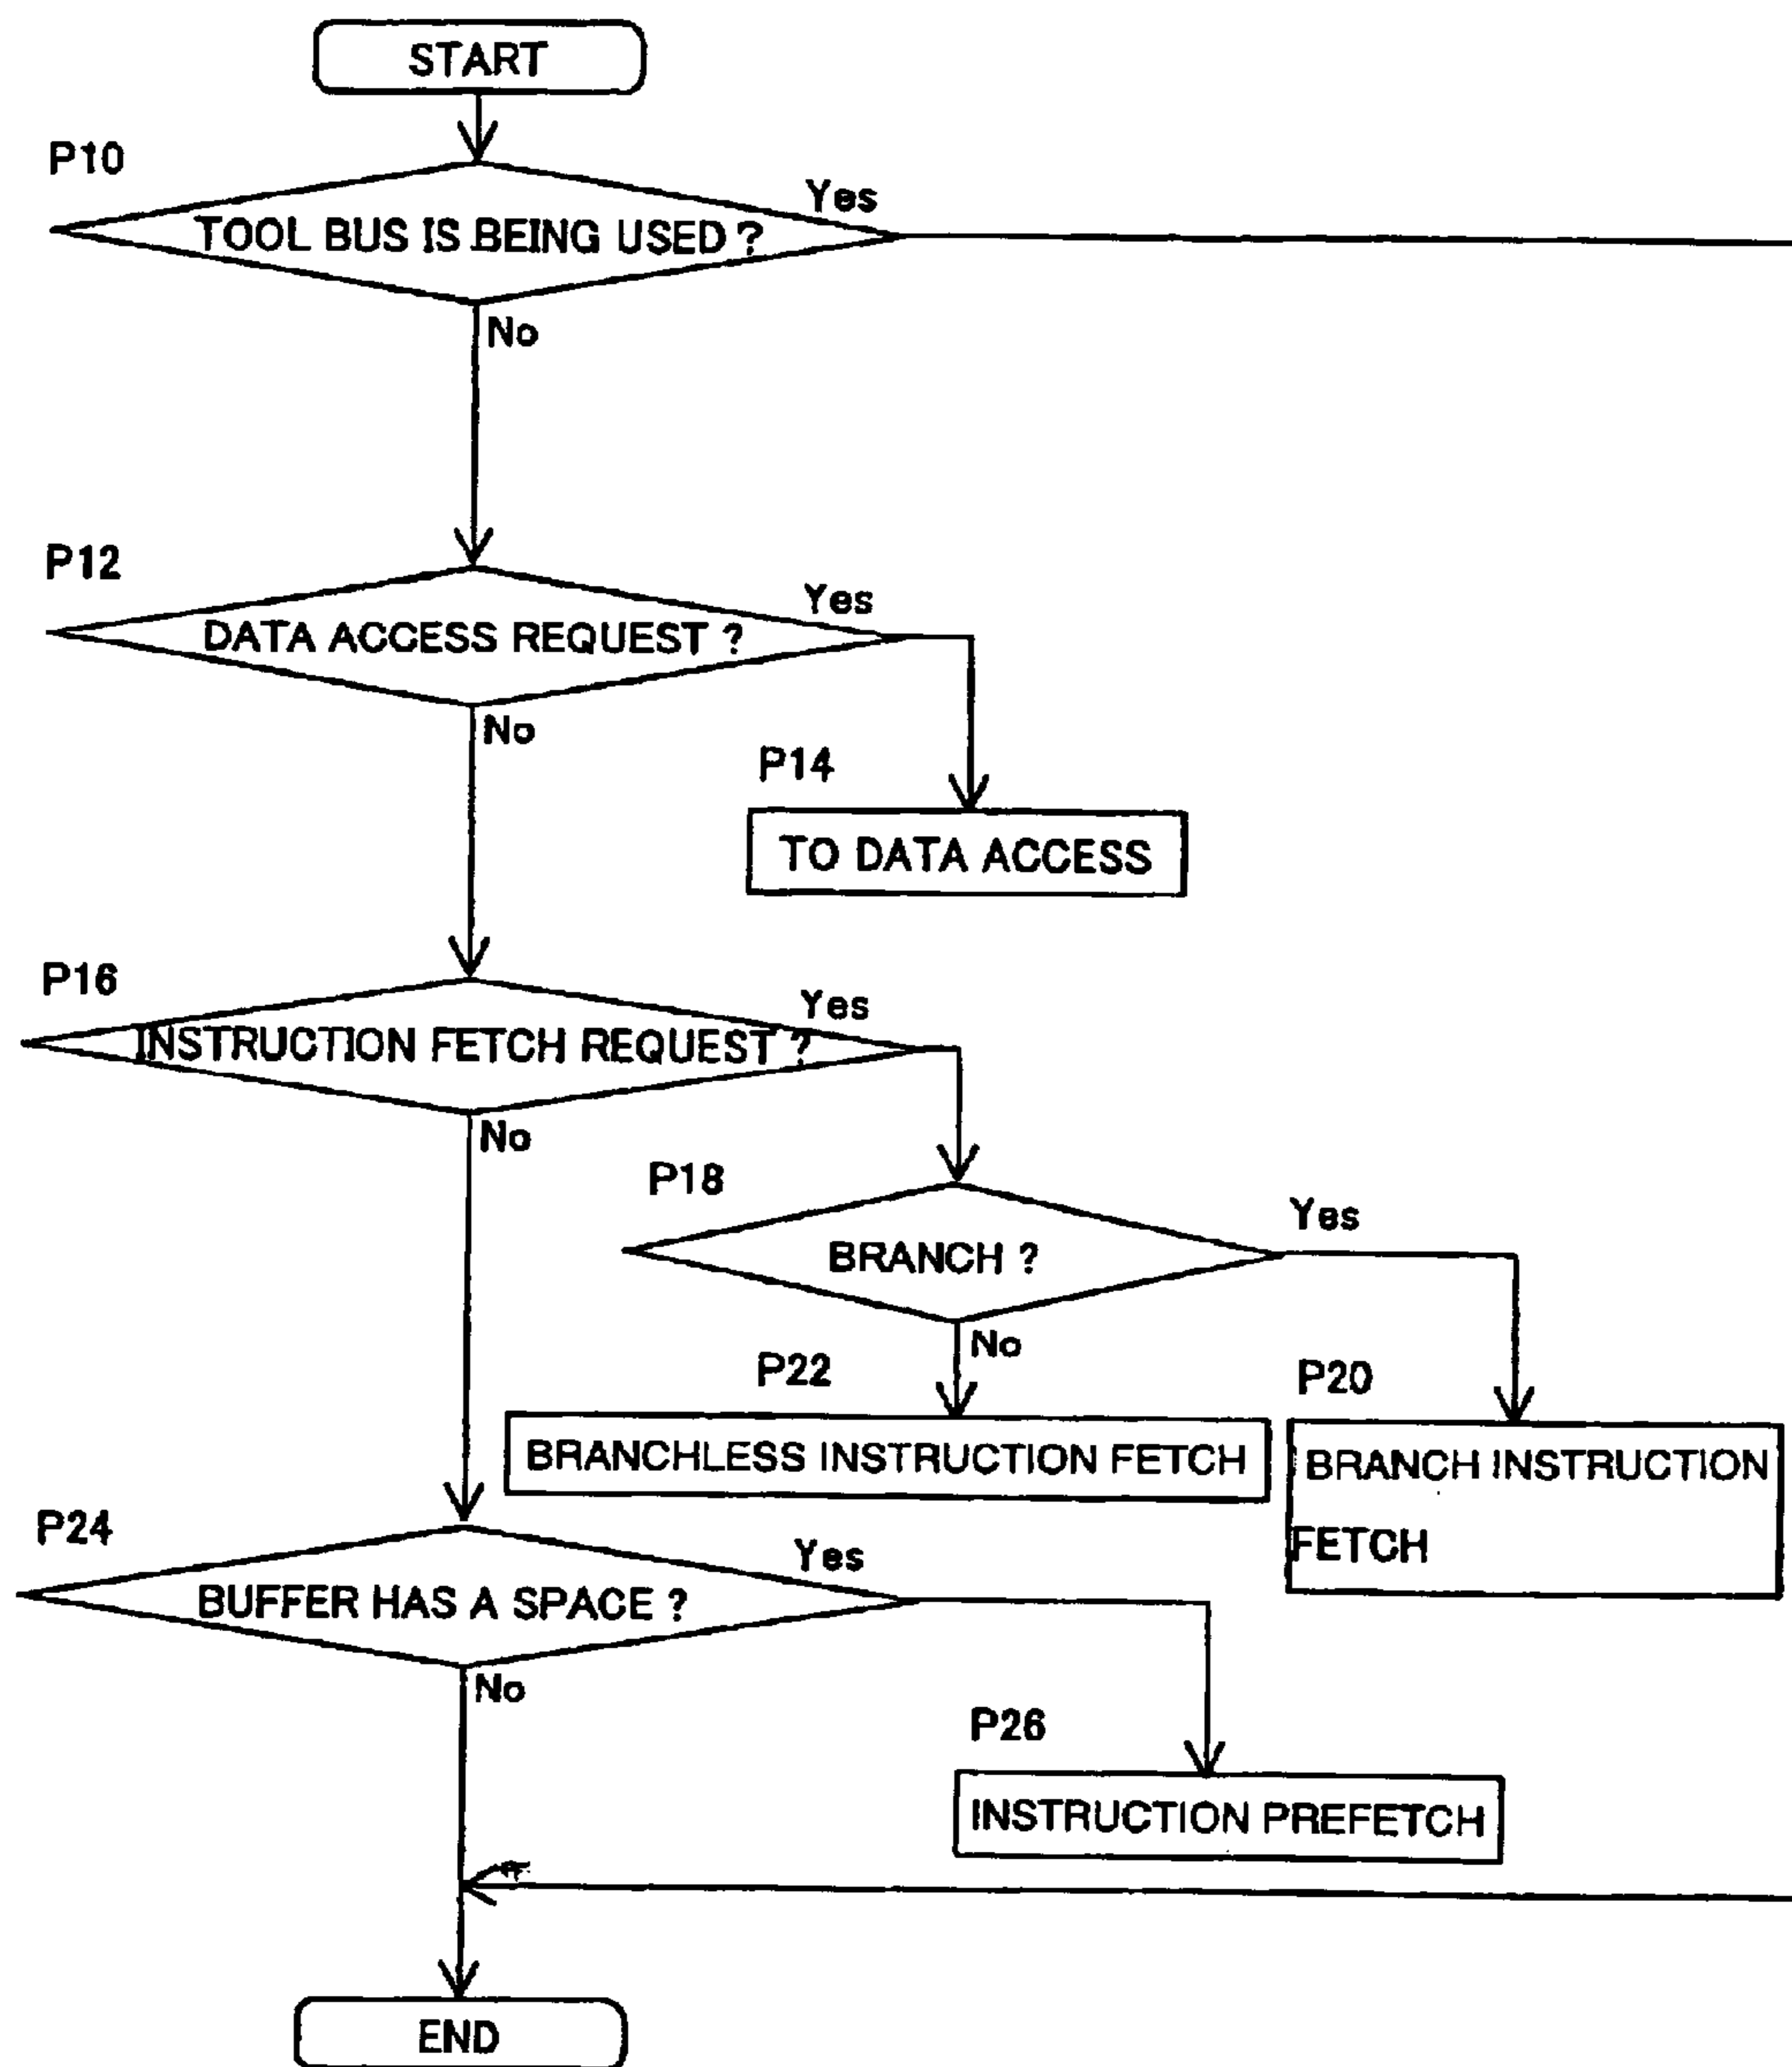 START
P10
Yes
TOOL BUS IS BEING USED ?
No
P12
Yes
DATA ACCESS REQUEST ?
No
P14
TO DATA ACCESS
P16
Yes
INSTRUCTION FETCH REQUEST ?
No
P18
Yes
BRANCH ?
No
P22
P20
BRANCHLESS INSTRUCTION FETCH
BRANCH INSTRUCTION
FETCH
P24
Yes
BUFFER HAS A SPACE ?
No
P26
INSTRUCTION PREFETCH
END